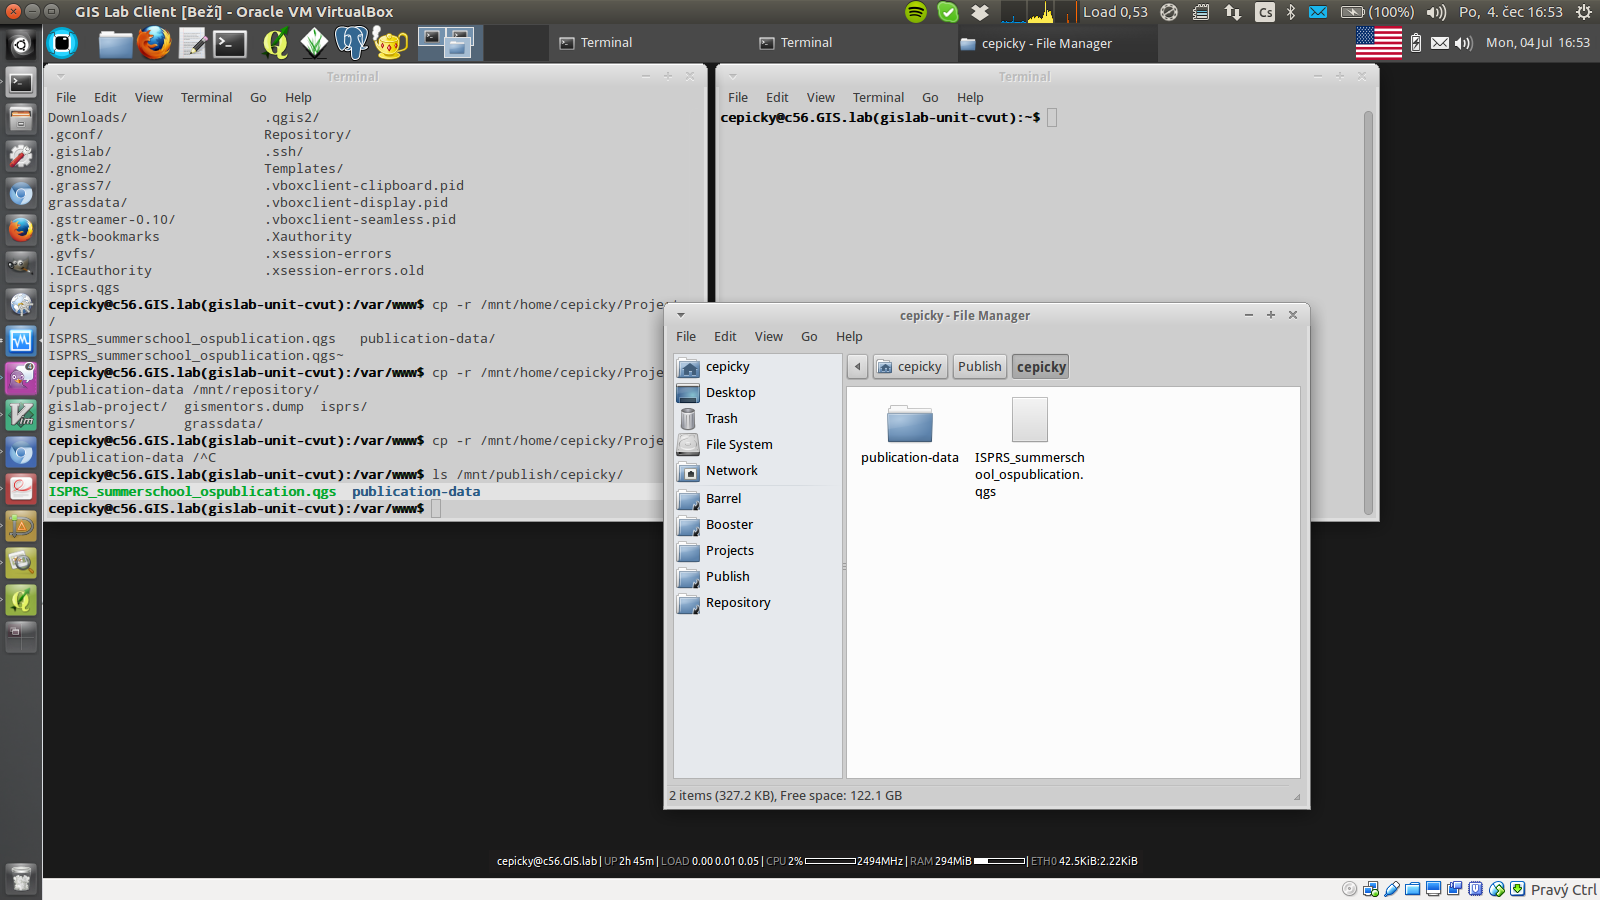 GIS Lab Client [Beží] - Oracle VM VirtualBox
Load 0,53
Cs
(100%)
Po, 4. čec 16:53
Terminal
Terminal
cepicky - File Manager
Mon, 04 Jul 16:53
Terminal
File Edit View Terminal Go Help
Downloads/ .qgis2/
.gconf/ Repository/
.gislab/ .ssh/
.gnome2/ Templates/
.grass7/ .vboxclient-clipboard.pid
grassdata/ .vboxclient-display.pid
.gstreamer-0.10/ .vboxclient-seamless.pid
.gtk-bookmarks .Xauthority
.gvfs/ .xsession-errors
.ICEauthority .xsession-errors.old
isprs.qgs
cepicky@c56.GIS.lab(gislab-unit-cvut):/var/www$ cp -r /mnt/home/cepicky/Projec
/
ISPRS_summerschool_ospublication.qgs publication-data/
ISPRS_summerschool_ospublication.qgs~
cepicky@c56.GIS.lab(gislab-unit-cvut):/var/www$ cp -r /mnt/home/cepicky/Proje
/publication-data /mnt/repository/
gislab-project/ gismentors.dump isprs/
gismentors/ grassdata/
cepicky@c56.GIS.lab(gislab-unit-cvut):/var/www$ cp -r /mnt/home/cepicky/Proje
/publication-data /^C
cepicky@c56.GIS.lab(gislab-unit-cvut):/var/www$ ls /mnt/publish/cepicky/
ISPRS_summerschool_ospublication.qgs publication-data
cepicky@c56.GIS.lab(gislab-unit-cvut):/var/www$
Terminal
File Edit View Terminal Go Help
cepicky@c56.GIS.lab(gislab-unit-cvut):~$
cepicky - File Manager
File Edit View Go Help
cepicky
Desktop
Trash
File System
Network
Barrel
Booster
Projects
Publish
Repository
cepicky Publish cepicky
publication-data
ISPRS_summersch
ool_ospublication.
qgs
2 items (327.2 KB), Free space: 122.1 GB
cepicky@c56.GIS.lab | UP 2h 45m | LOAD 0.00 0.01 0.05 | CPU 2% 2494MHz | RAM 294MiB | ETH0 42.5KiB:2.22KiB
Pravý Ctrl